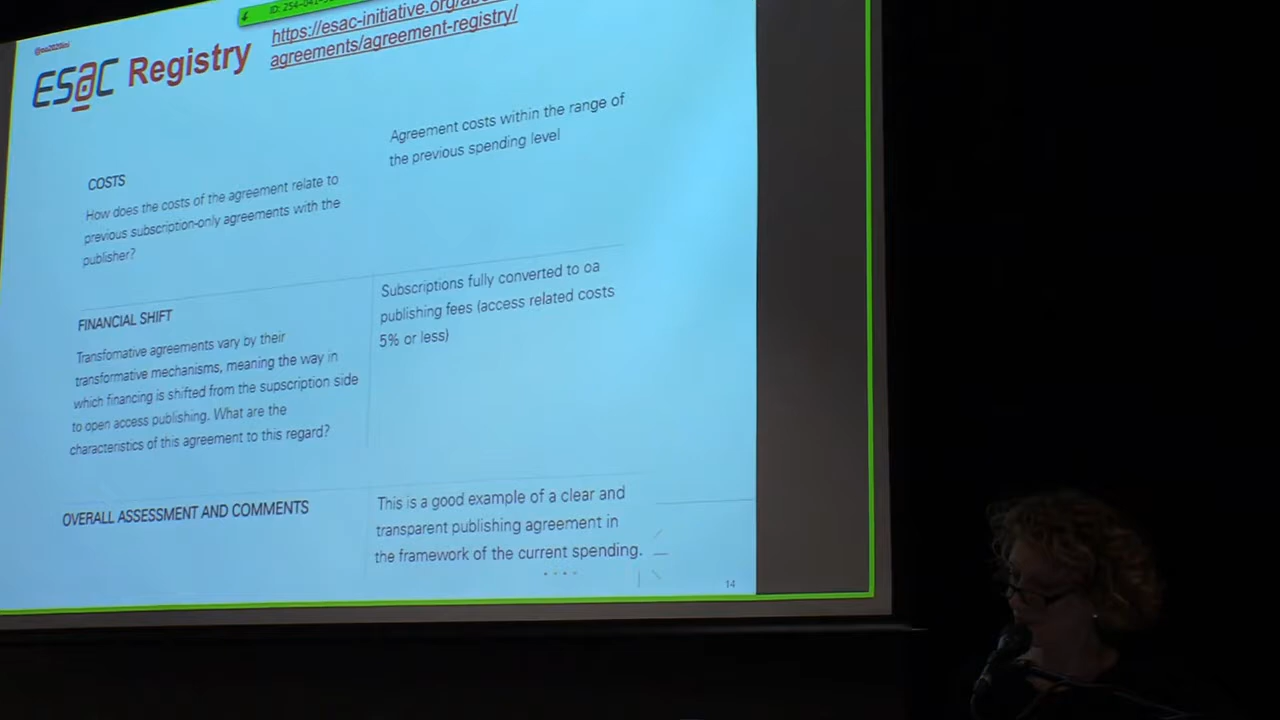 @oa2020ini
ESAC Registry
https://esac-initiative.org/
agreements/agreement-registry/
Agreement costs within the range of
the previous spending level
COSTS
How does the costs of the agreement relate to
previous subscription-only agreements with the
publisher?
Subscriptions fully converted to oa
publishing fees (access related costs
5% or less)
FINANCIAL SHIFT
Transfomative agreements vary by their
transformative mechanisms, meaning the way in
which financing is shifted from the supscription side
to open access publishing. What are the
characteristics of this agreement to this regard?
OVERALL ASSESSMENT AND COMMENTS
This is a good example of a clear and
transparent publishing agreement in
the framework of the current spending.
14